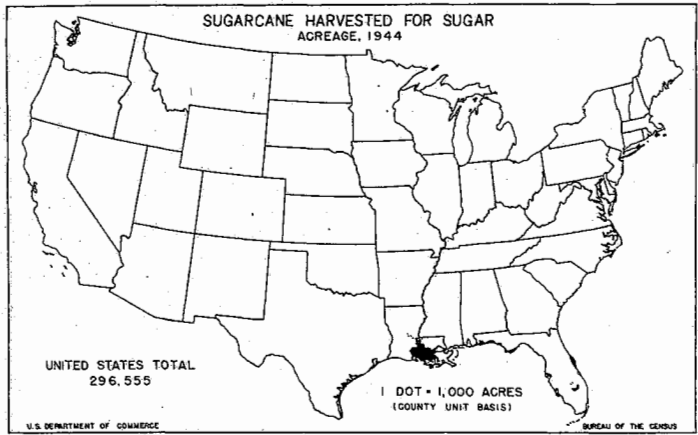 SUGARCANE HARVESTED FOR SUGAR
ACREAGE, 1944
UNITED STATES TOTAL
296,555
1 DOT = 1,000 ACRES
(COUNTY UNIT BASIS)
U.S. DEPARTMENT OF COMMERCE
BUREAU OF THE CENSUS